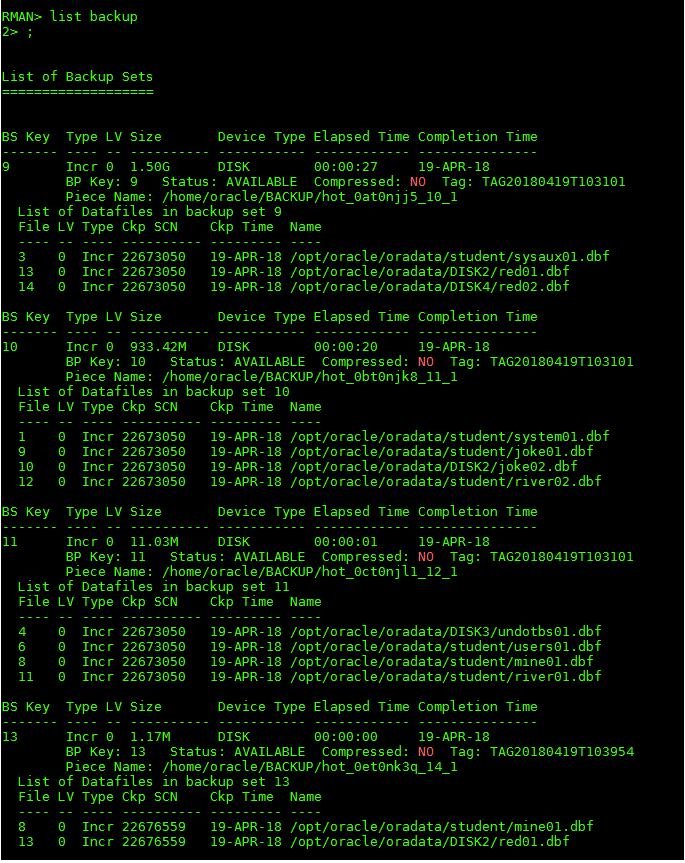 RMAN> list backup
2> ;
List of Backup Sets
===================
BS Key  Type LV Size       Device Type Elapsed Time Completion Time
------- ---- -- ---------- ----------- ------------ ---------------
9       Incr 0  1.50G      DISK        00:00:27     19-APR-18
        BP Key: 9   Status: AVAILABLE  Compressed: NO  Tag: TAG20180419T103101
        Piece Name: /home/oracle/BACKUP/hot_0at0njj5_10_1
  List of Datafiles in backup set 9
  File LV Type Ckp SCN    Ckp Time  Name
  ---- -- ---- ---------- --------- ----
  3    0  Incr 22673050   19-APR-18 /opt/oracle/oradata/student/sysaux01.dbf
  13   0  Incr 22673050   19-APR-18 /opt/oracle/oradata/DISK2/red01.dbf
  14   0  Incr 22673050   19-APR-18 /opt/oracle/oradata/DISK4/red02.dbf
BS Key  Type LV Size       Device Type Elapsed Time Completion Time
------- ---- -- ---------- ----------- ------------ ---------------
10      Incr 0  933.42M    DISK        00:00:20     19-APR-18
        BP Key: 10   Status: AVAILABLE  Compressed: NO  Tag: TAG20180419T103101
        Piece Name: /home/oracle/BACKUP/hot_0bt0njk8_11_1
  List of Datafiles in backup set 10
  File LV Type Ckp SCN    Ckp Time  Name
  ---- -- ---- ---------- --------- ----
  1    0  Incr 22673050   19-APR-18 /opt/oracle/oradata/student/system01.dbf
  9    0  Incr 22673050   19-APR-18 /opt/oracle/oradata/student/joke01.dbf
  10   0  Incr 22673050   19-APR-18 /opt/oracle/oradata/DISK2/joke02.dbf
  12   0  Incr 22673050   19-APR-18 /opt/oracle/oradata/student/river02.dbf
BS Key  Type LV Size       Device Type Elapsed Time Completion Time
------- ---- -- ---------- ----------- ------------ ---------------
11      Incr 0  11.03M     DISK        00:00:01     19-APR-18
        BP Key: 11   Status: AVAILABLE  Compressed: NO  Tag: TAG20180419T103101
        Piece Name: /home/oracle/BACKUP/hot_0ct0njl1_12_1
  List of Datafiles in backup set 11
  File LV Type Ckp SCN    Ckp Time  Name
  ---- -- ---- ---------- --------- ----
  4    0  Incr 22673050   19-APR-18 /opt/oracle/oradata/DISK3/undotbs01.dbf
  6    0  Incr 22673050   19-APR-18 /opt/oracle/oradata/student/users01.dbf
  8    0  Incr 22673050   19-APR-18 /opt/oracle/oradata/student/mine01.dbf
  11   0  Incr 22673050   19-APR-18 /opt/oracle/oradata/student/river01.dbf
BS Key  Type LV Size       Device Type Elapsed Time Completion Time
------- ---- -- ---------- ----------- ------------ ---------------
13      Incr 0  1.17M      DISK        00:00:00     19-APR-18
        BP Key: 13   Status: AVAILABLE  Compressed: NO  Tag: TAG20180419T103954
        Piece Name: /home/oracle/BACKUP/hot_0et0nk3q_14_1
  List of Datafiles in backup set 13
  File LV Type Ckp SCN    Ckp Time  Name
  ---- -- ---- ---------- --------- ----
  8    0  Incr 22676559   19-APR-18 /opt/oracle/oradata/student/mine01.dbf
  13   0  Incr 22676559   19-APR-18 /opt/oracle/oradata/DISK2/red01.dbf